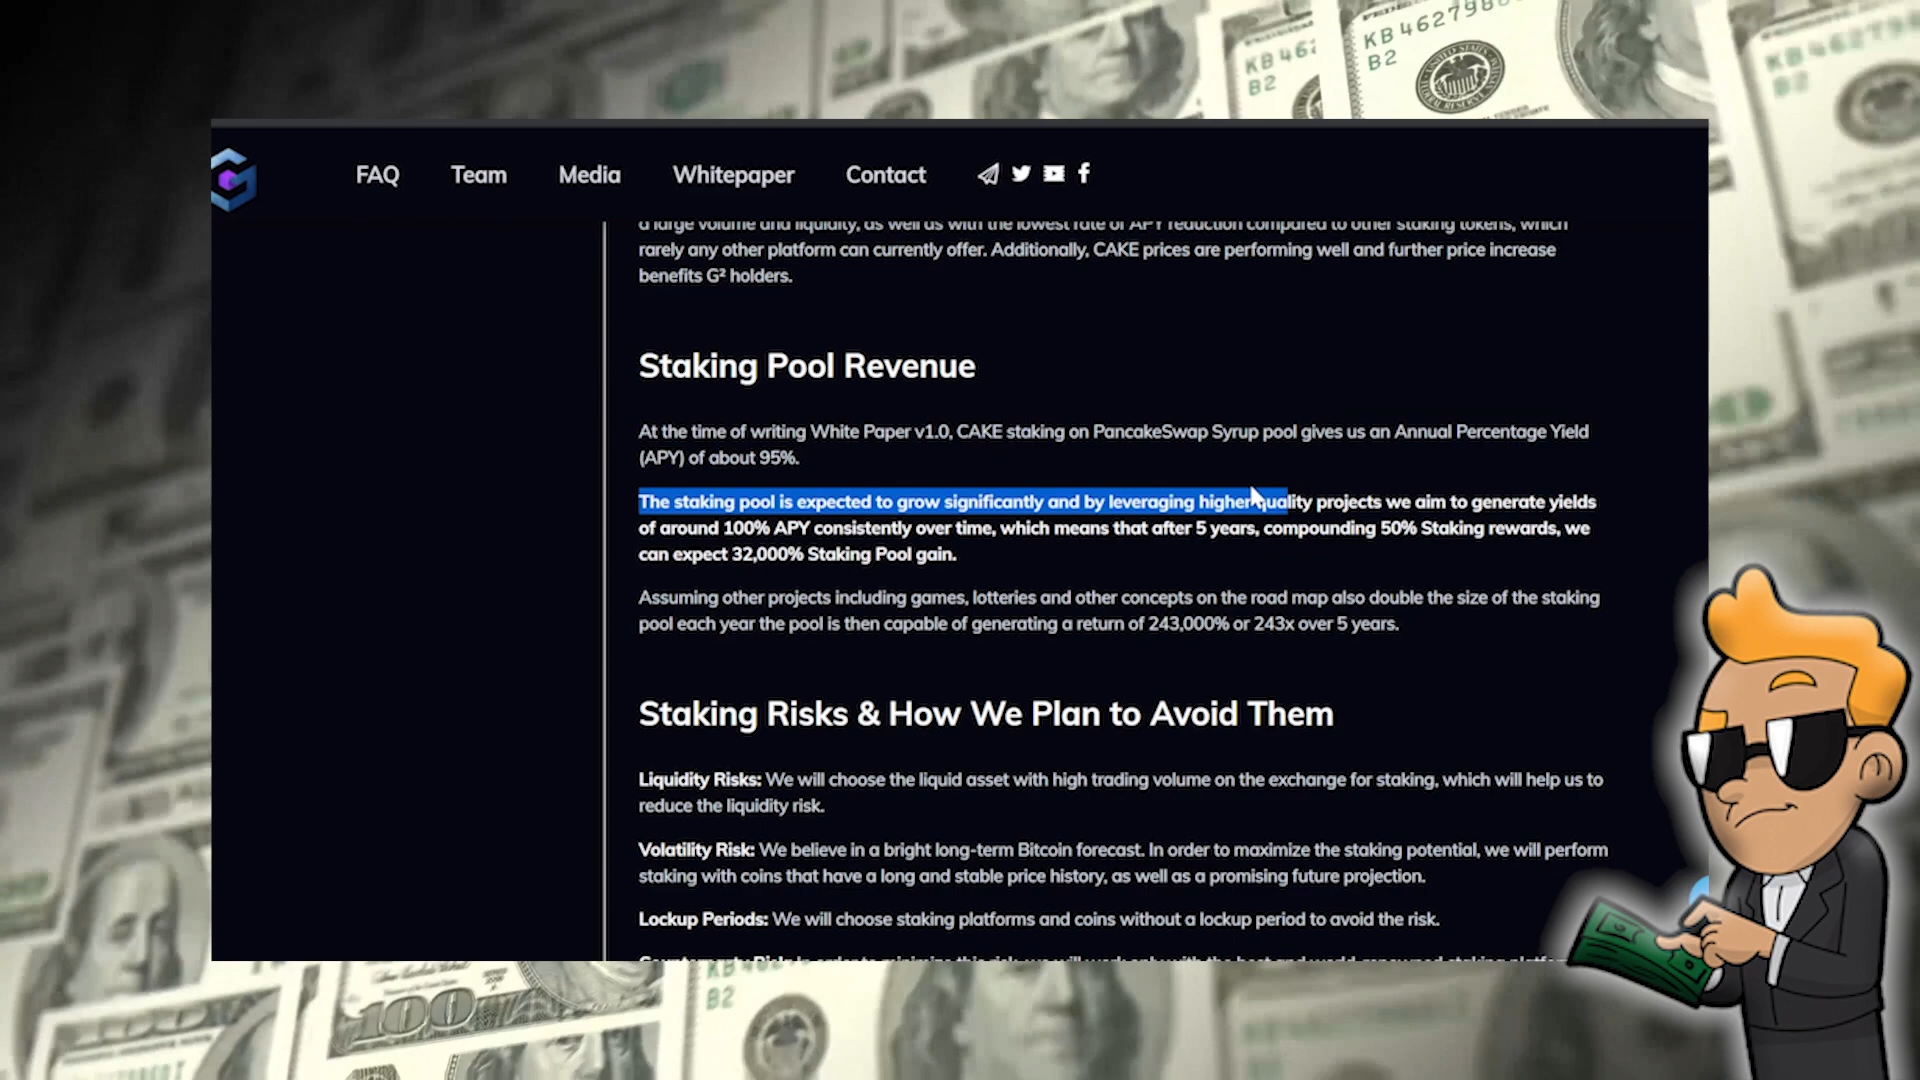 KB46279
B2
KB462
B2
FAQ Team Media Whitepaper Contact
a large volume and liquidity, as well as with the lowest rate of APY reduction compared to other staking tokens, which
rarely any other platform can currently offer. Additionally, CAKE prices are performing well and further price increase
benefits G² holders.
Staking Pool Revenue
At the time of writing White Paper v1.0, CAKE staking on PancakeSwap Syrup pool gives us an Annual Percentage Yield
(APY) of about 95%.
The staking pool is expected to grow significantly and by leveraging higher quality projects we aim to generate yields
of around 100% APY consistently over time, which means that after 5 years, compounding 50% Staking rewards, we
can expect 32,000% Staking Pool gain.
Assuming other projects including games, lotteries and other concepts on the road map also double the size of the staking
pool each year the pool is then capable of generating a return of 243,000% or 243x over 5 years.
Staking Risks & How We Plan to Avoid Them
Liquidity Risks: We will choose the liquid asset with high trading volume on the exchange for staking, which will help us to
reduce the liquidity risk.
Volatility Risk: We believe in a bright long-term Bitcoin forecast. In order to maximize the staking potential, we will perform
staking with coins that have a long and stable price history, as well as a promising future projection.
Lockup Periods: We will choose staking platforms and coins without a lockup period to avoid the risk.
B2
100